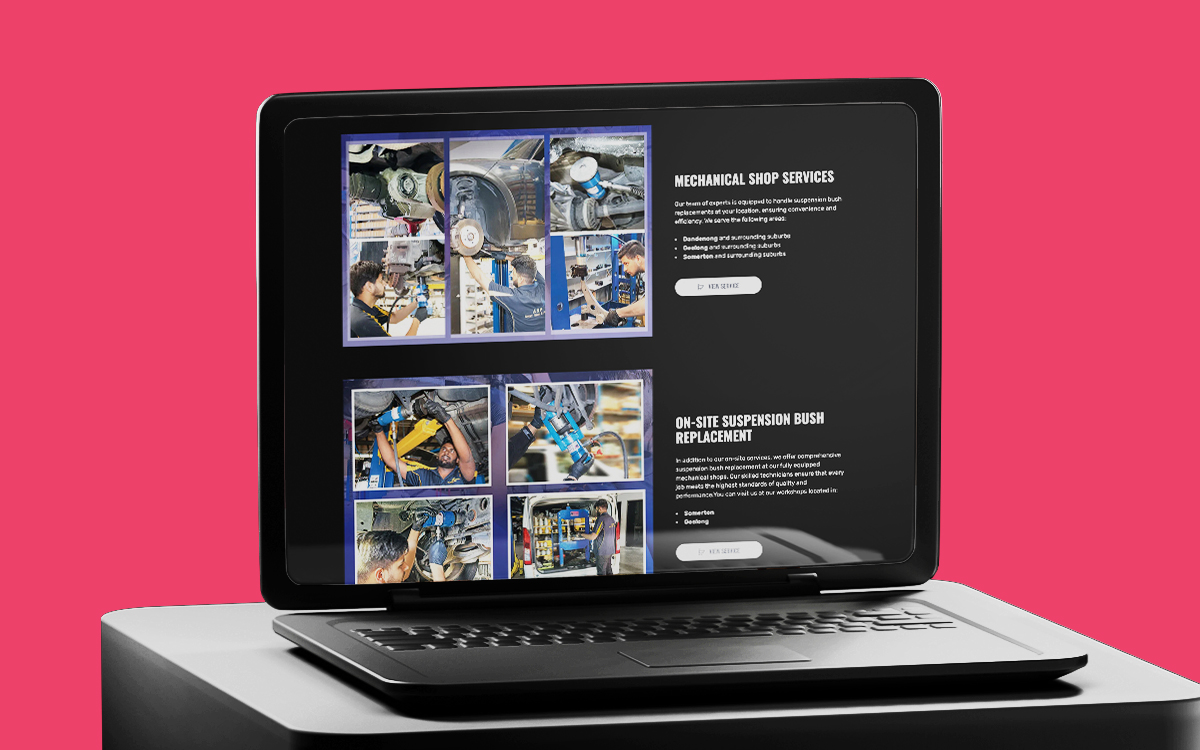 MECHANICAL SHOP SERVICES
Our team of experts is equipped to handle suspension bush
replacements at your location, ensuring convenience and
efficiency. We serve the following areas:
• Dandenong and surrounding suburbs
• Geelong and surrounding suburbs
• Somerton and surrounding suburbs
VIEW SERVICE
ON-SITE SUSPENSION BUSH
REPLACEMENT
In addition to our on-site services, we offer comprehensive
suspension bush replacement at our fully equipped
mechanical shops. Our skilled technicians ensure that every
job meets the highest standards of quality and
performance.You can visit us at our workshops located in:
• Somerton
• Geelong
VIEW SERVICE